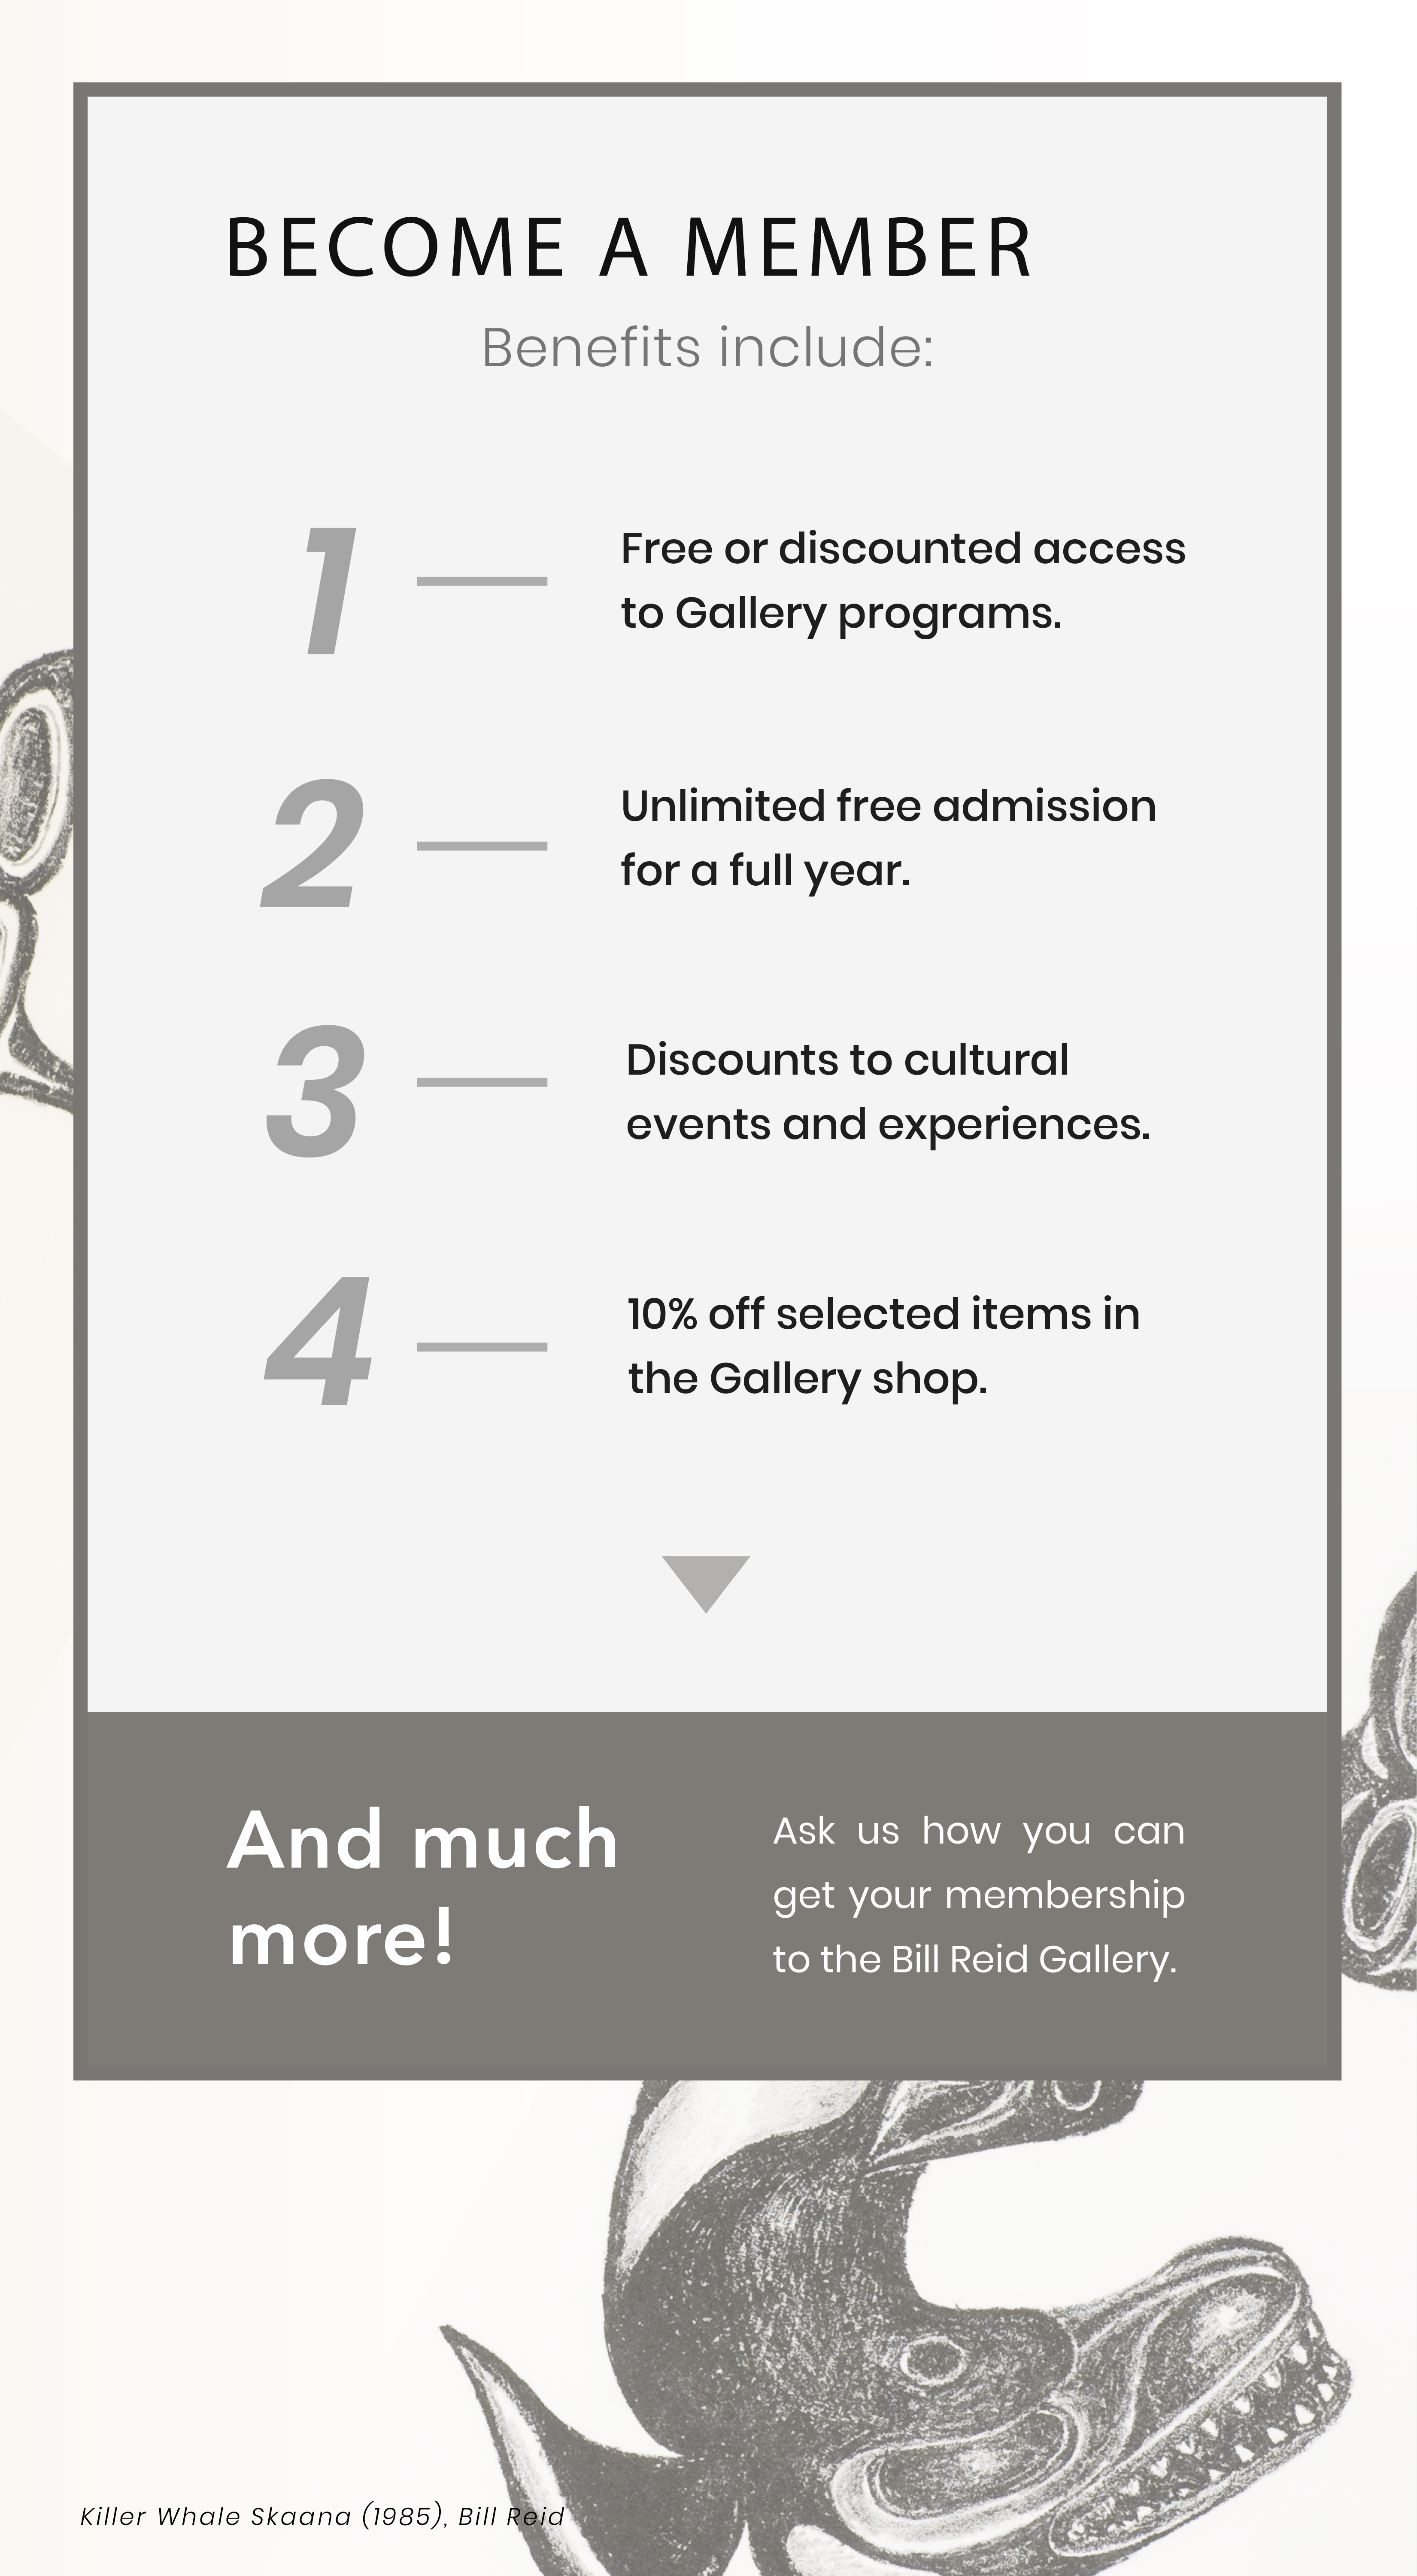 BECOME A MEMBER
Benefits include:
1
Free or discounted access
to Gallery programs.
2
Unlimited free admission
for a full year.
3
Discounts to cultural
events and experiences.
4
10% off selected items in
the Gallery shop.
And much
more!
Ask us how you can
get your membership
to the Bill Reid Gallery.
Killer Whale Skaana (1985), Bill Reid